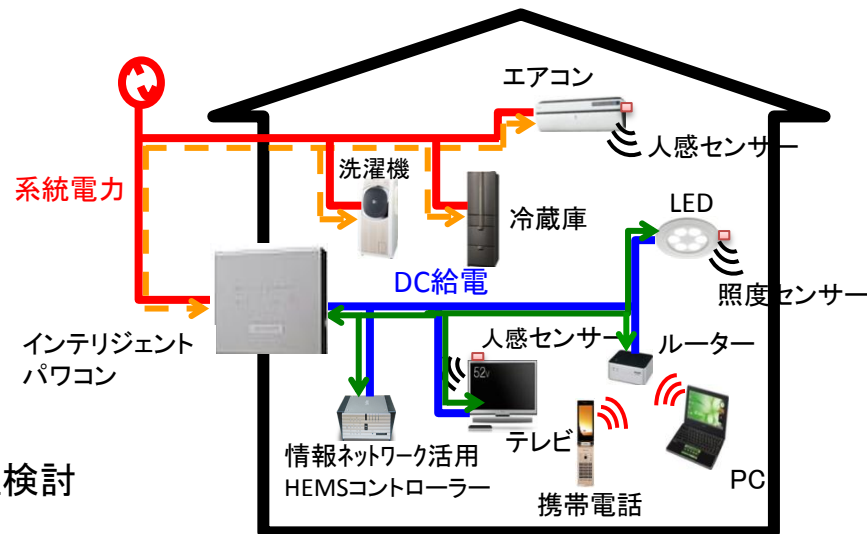 エアコン
人感センサー
洗濯機
系統電力
冷蔵庫
LED
DC給電
照度センサー
インテリジェント
パワコン
人感センサー
ルーター
52v
テレビ
情報ネットワーク活用
HEMSコントローラー
検討
携帯電話
PC